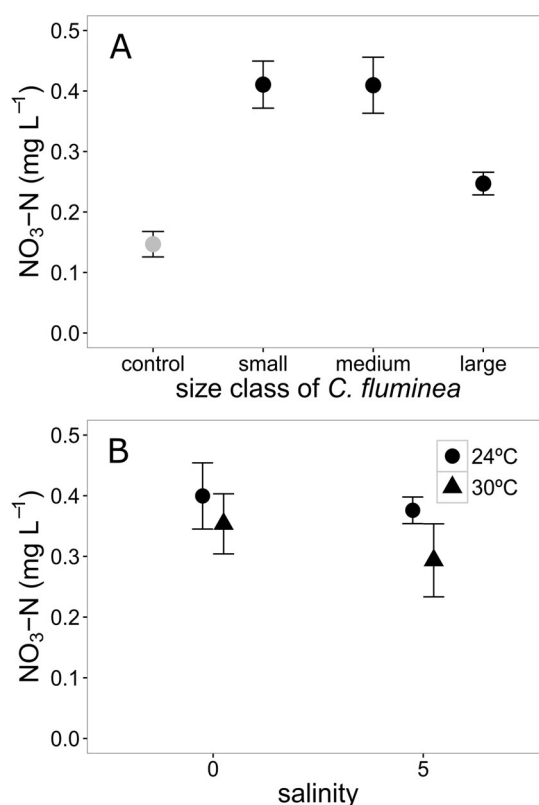 A
0.5
0.4
0.3
0.2
0.1
0.0
NO₃−N (mg L⁻¹)
control small medium large
size class of C. fluminea
B
24ºC
30ºC
0.5
0.4
0.3
0.2
0.1
0.0
NO₃−N (mg L⁻¹)
0 5
salinity